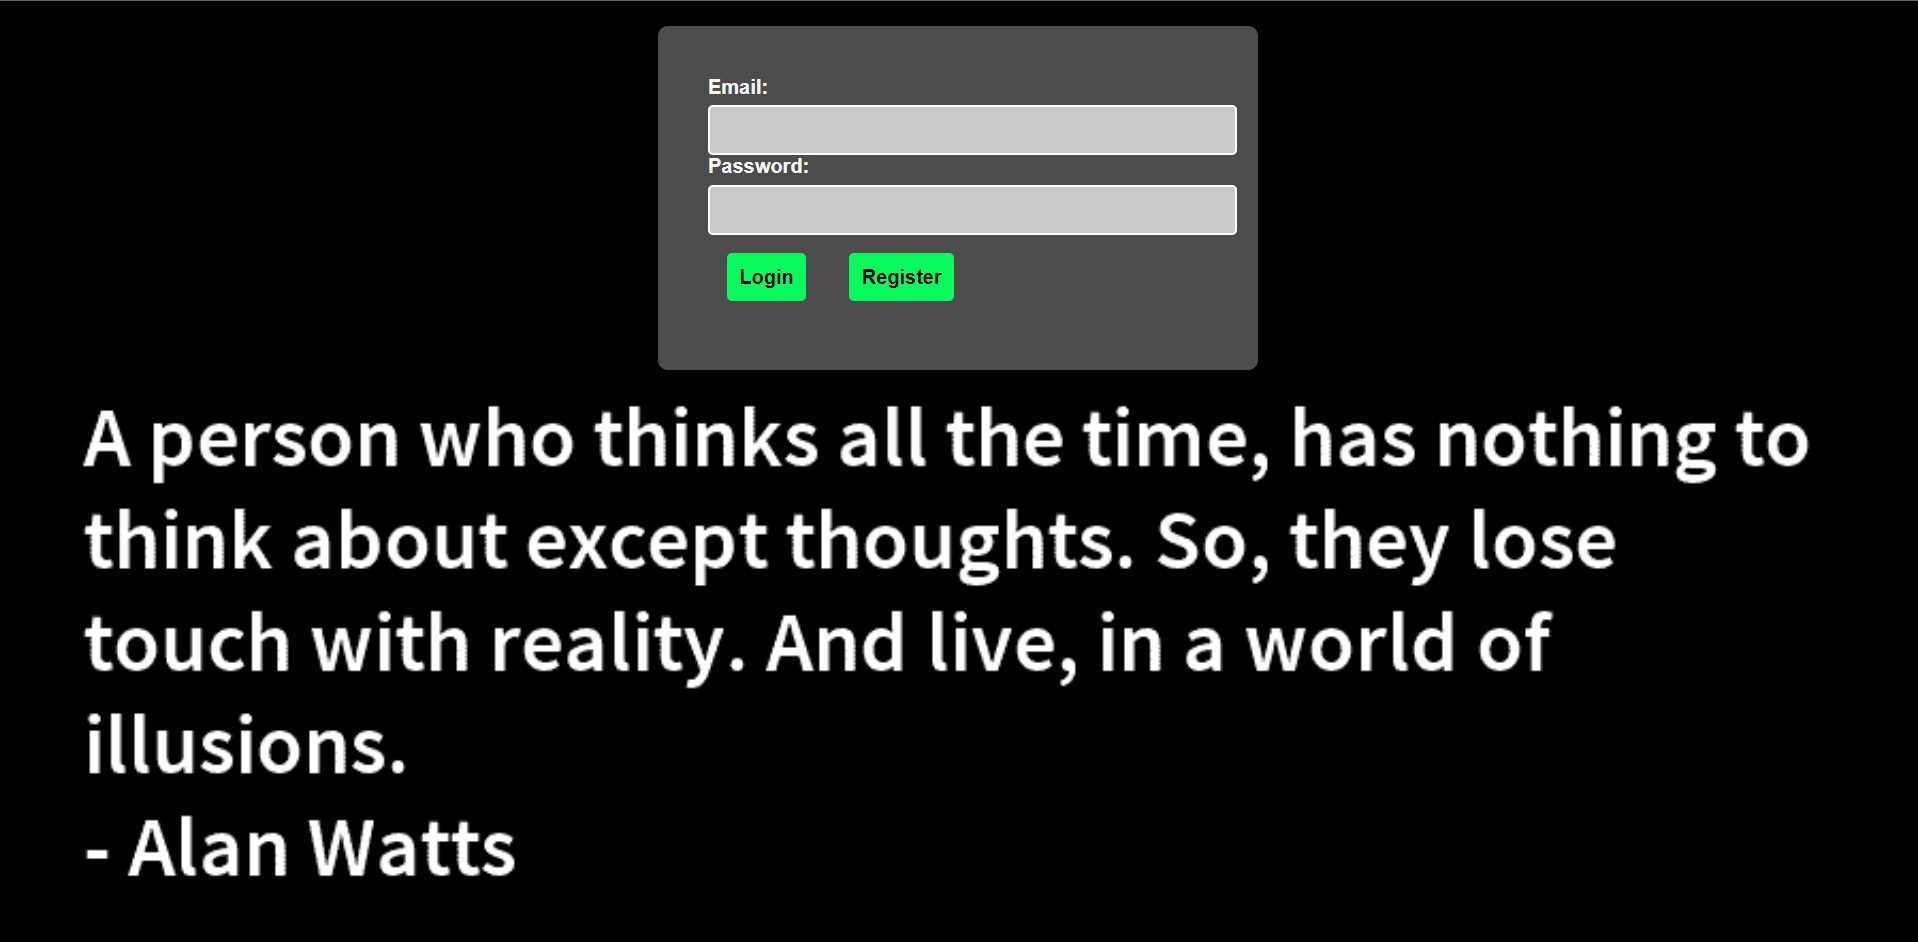 Email:
Password:
Login Register
A person who thinks all the time, has nothing to
think about except thoughts. So, they lose
touch with reality. And live, in a world of
illusions.
- Alan Watts